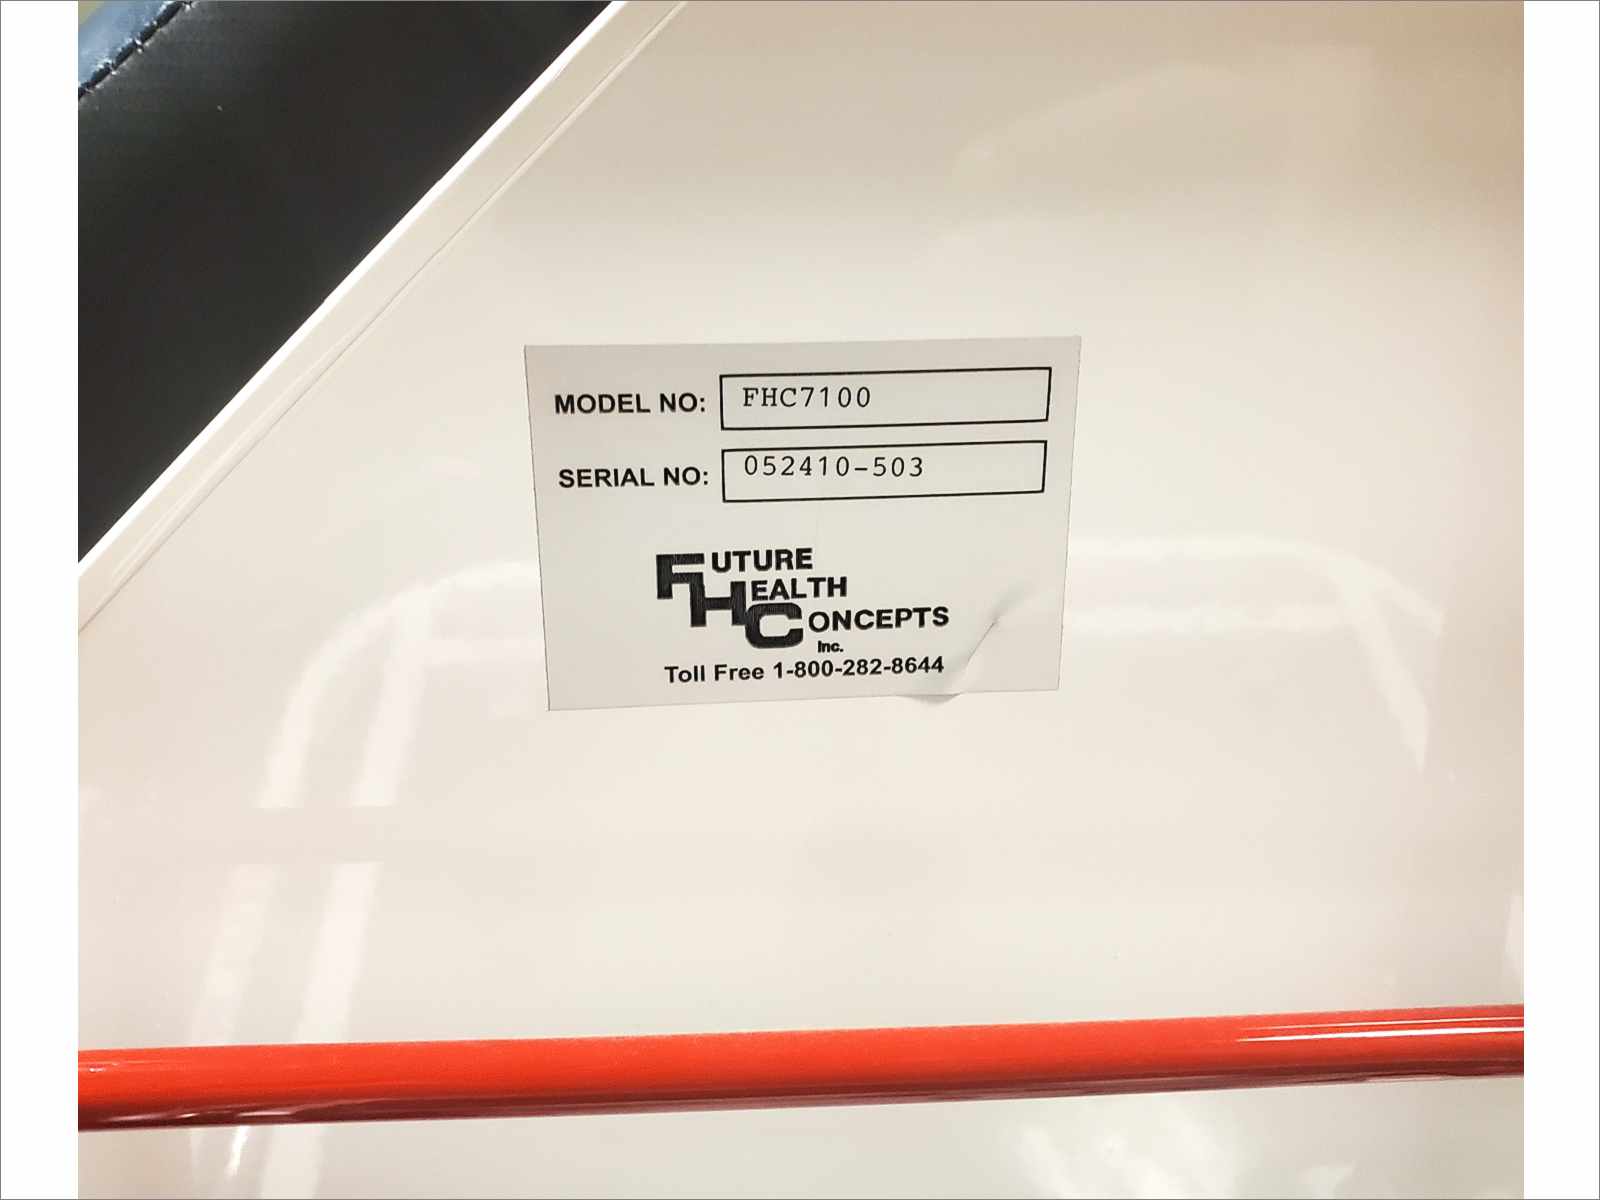 MODEL NO: FHC7100
SERIAL NO: 052410-503
FUTURE
HEALTH
CONCEPTS
Inc.
Toll Free 1-800-282-8644